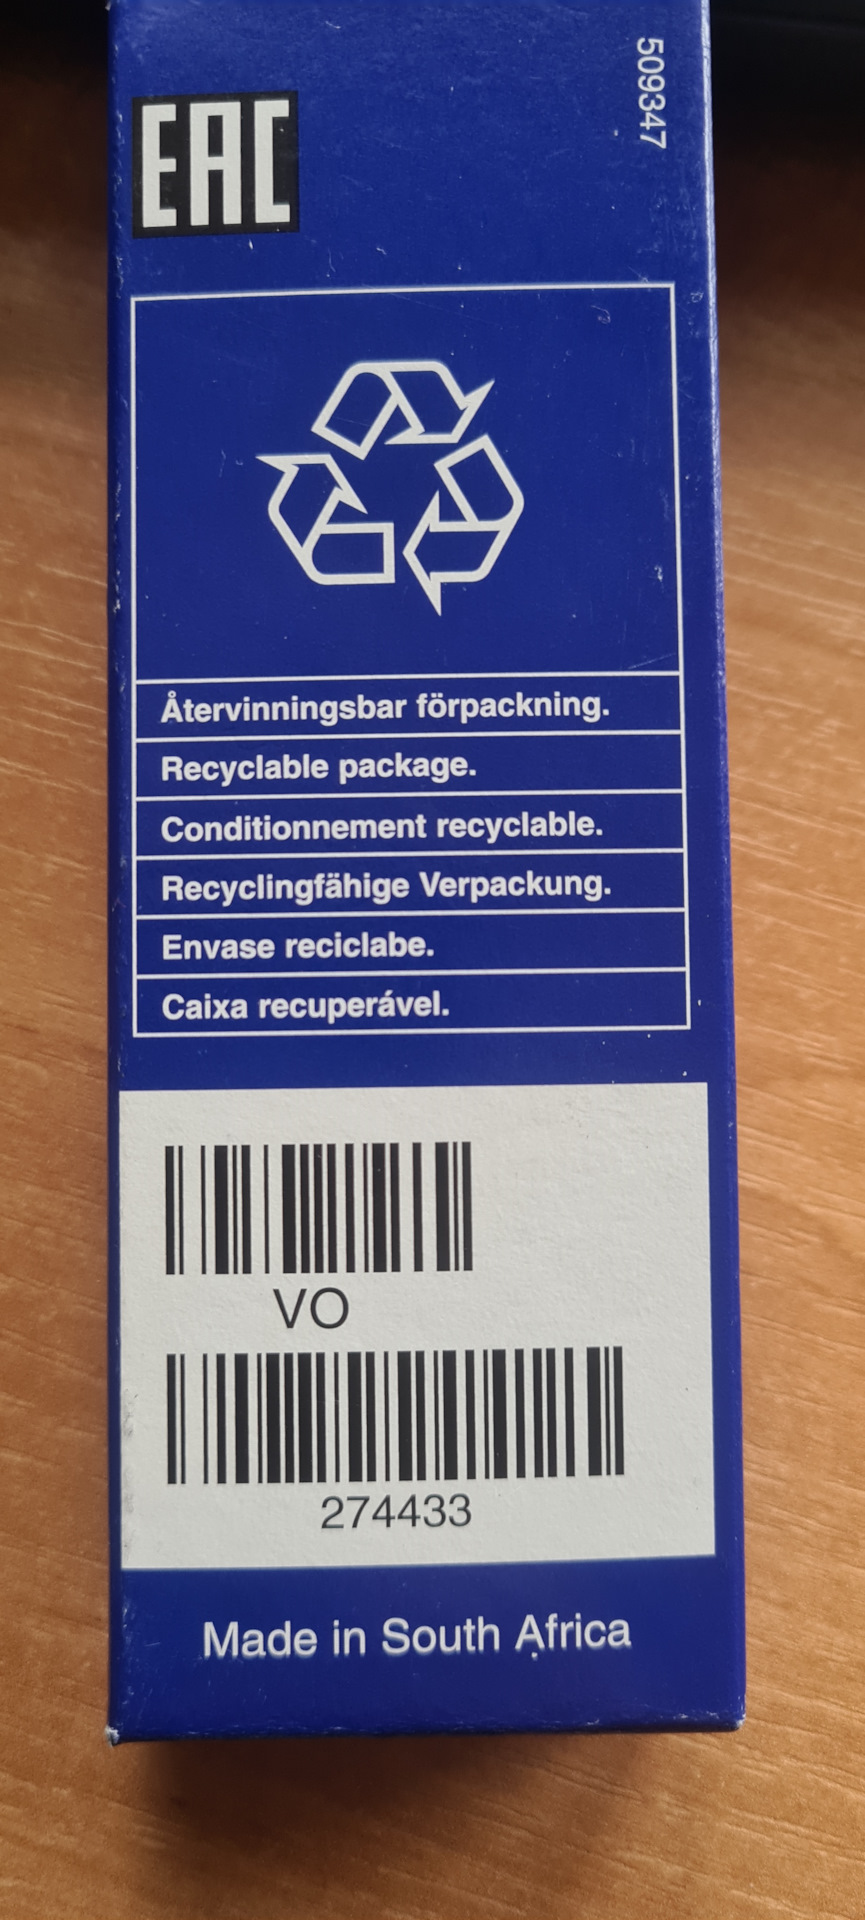 EAC
509347
Återvinningsbar förpackning.
Recyclable package.
Conditionnement recyclable.
Recyclingfähige Verpackung.
Envase reciclabe.
Caixa recuperável.
VO
274433
Made in South Africa